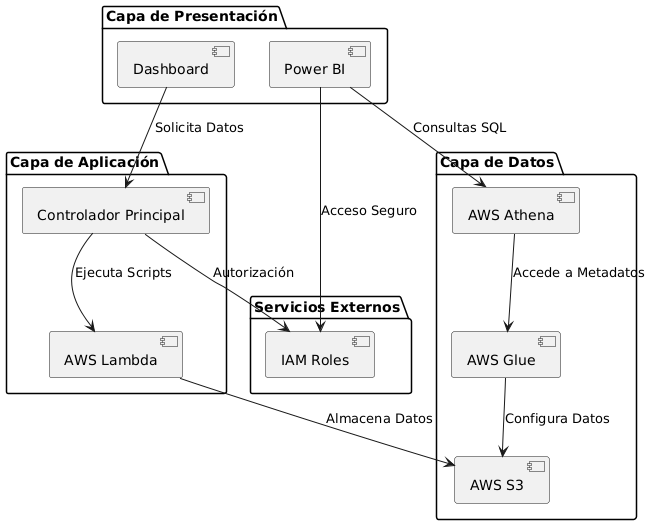 Capa de Presentación
Dashboard
Power BI
Solicita Datos
Consultas SQL
Capa de Aplicación
Capa de Datos
Controlador Principal
Acceso Seguro
AWS Athena
Ejecuta Scripts
Autorización
Accede a Metadatos
Servicios Externos
AWS Lambda
IAM Roles
AWS Glue
Almacena Datos
Configura Datos
AWS S3